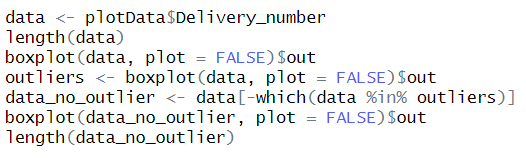 data <- plotData$Delivery_number
length(data)
boxplot(data, plot = FALSE)$out
outliers <- boxplot(data, plot = FALSE)$out
data_no_outlier <- data[-which(data %in% outliers)]
boxplot(data_no_outlier, plot = FALSE)$out
length(data_no_outlier)